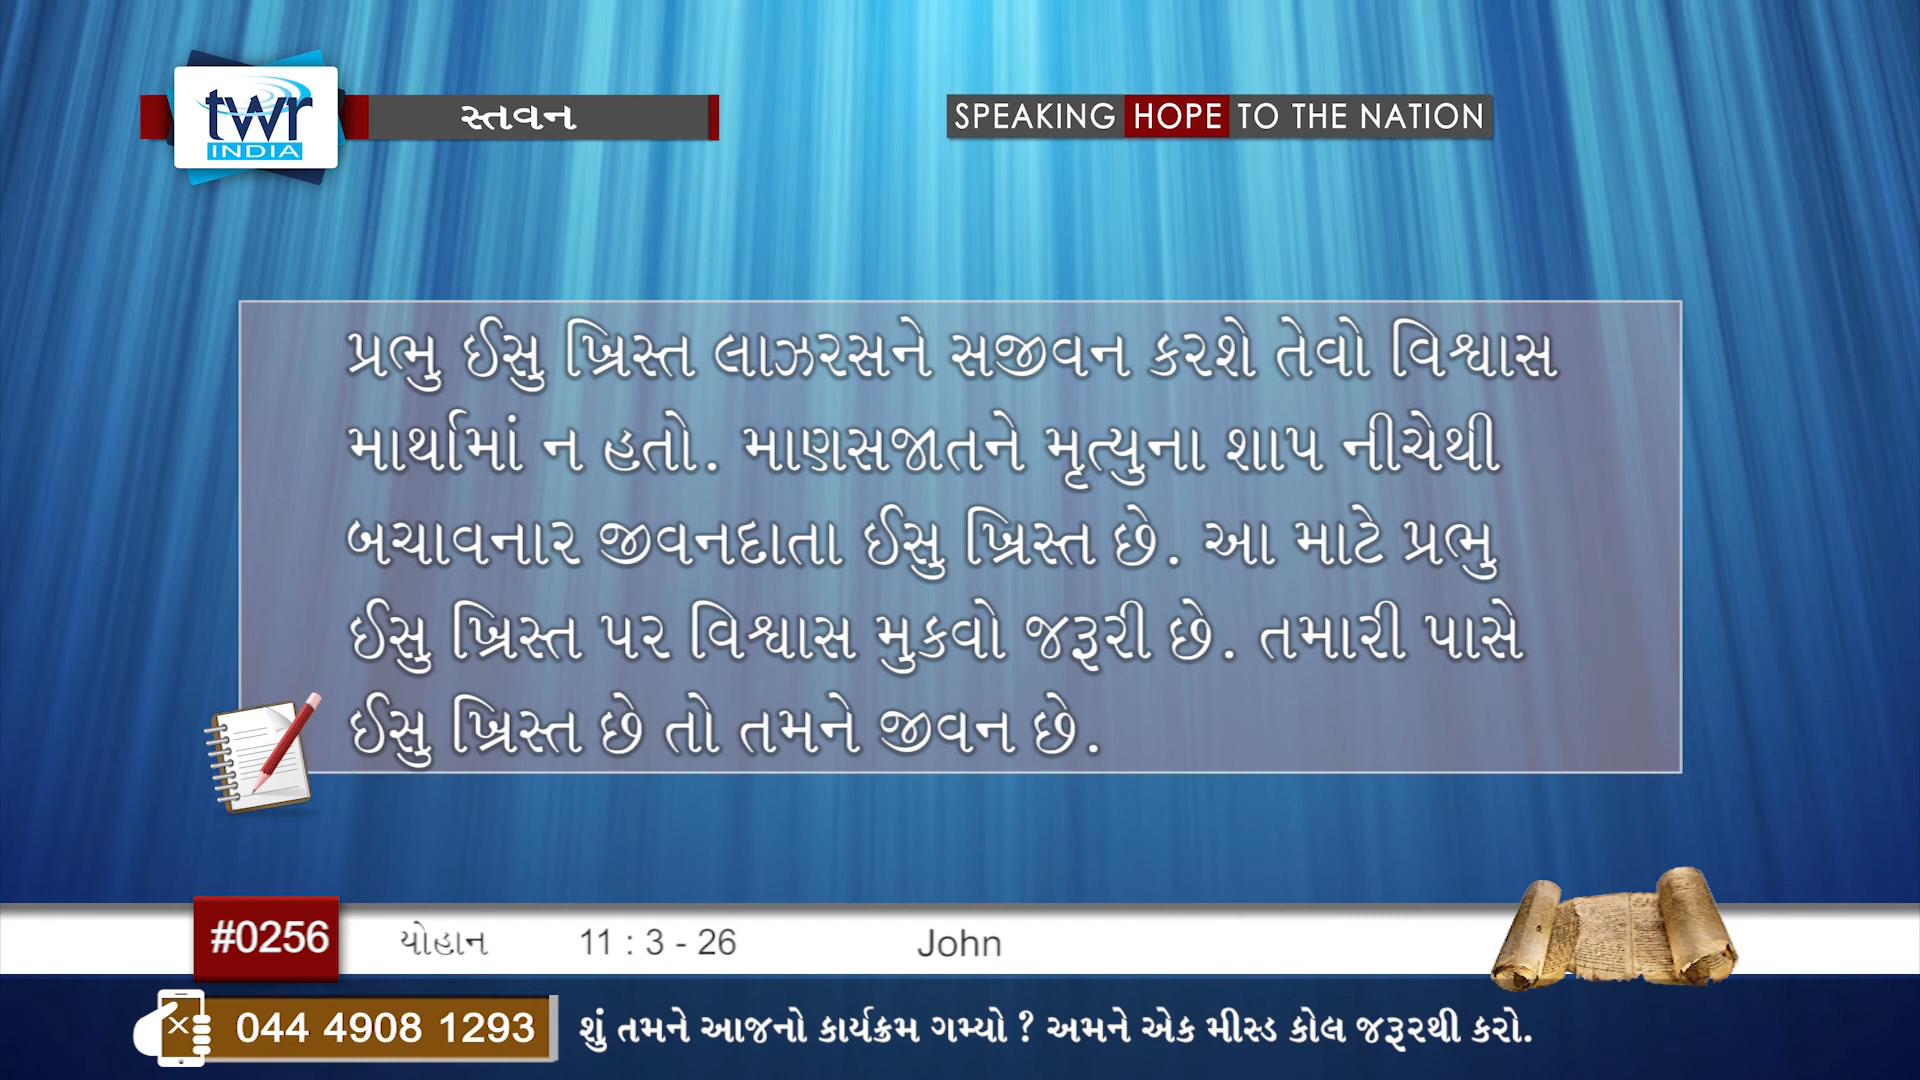 twr
INDIA
સ્તવન
SPEAKING HOPE TO THE NATION
પ્રભુ ઈસુ ખ્રિસ્ત લાઝરસને સજીવન કરશે તેવો વિશ્વાસ
માર્થામાં ન હતો. માણસજાતને મૃત્યુના શાપ નીચેથી
બચાવનાર જીવનદાતા ઈસુ ખ્રિસ્ત છે. આ માટે પ્રભુ
ઈસુ ખ્રિસ્ત પર વિશ્વાસ મુકવો જરૂરી છે. તમારી પાસે
ઈસુ ખ્રિસ્ત છે તો તમને જીવન છે.
#0256 યોહાન 11 : 3 - 26 John
044 4908 1293 શું તમને આજનો કાર્યક્રમ ગમ્યો ? અમને એક મીસ્ડ કોલ જરૂરથી કરો.